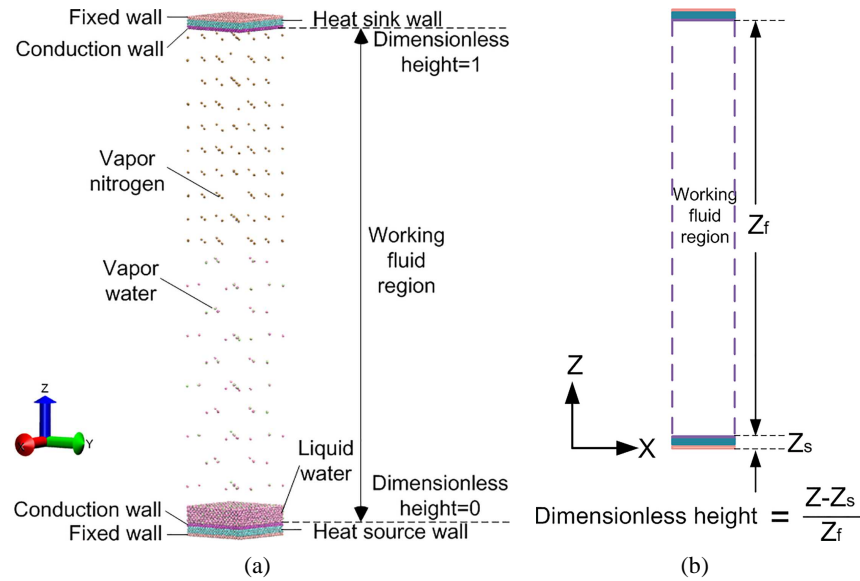 Fixed wall
Heat sink wall
Conduction wall
Dimensionless
height=1
Vapor
nitrogen
Working
fluid
region
Vapor
water
Z
Y
Liquid
water
Dimensionless
height=0
Conduction wall
Fixed wall
Heat source wall
(a)
Working
fluid
region
Zf
Z
X
Zs
Dimensionless height = Z-Zs
Zf
(b)